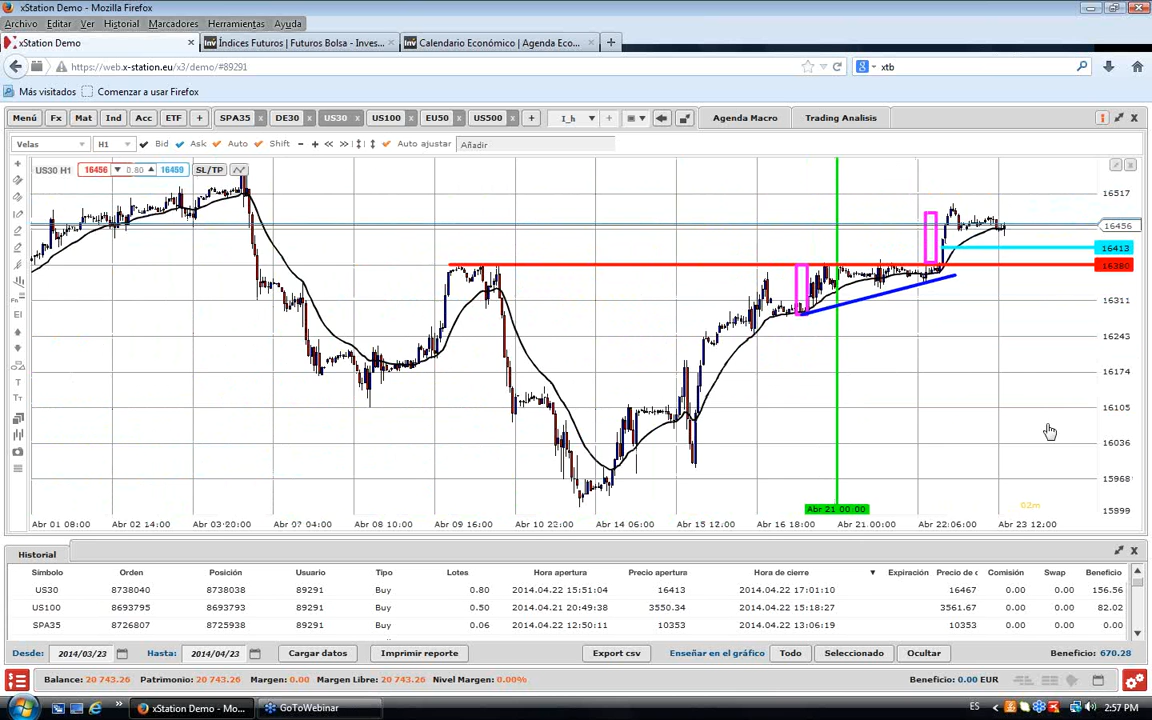 xStation Demo - Mozilla Firefox
Archivo Editar Ver Historial Marcadores Herramientas Ayuda
xStation Demo × Índices Futuros | Futuros Bolsa - Inves... × Calendario Económico | Agenda Eco... × +
https://web.x-station.eu/x3/demo/#89291 xtb
Más visitados Comenzar a usar Firefox
Menú Fx Mat Ind Acc ETF + SPA35 x DE30 x US30 x US100 x EU50 x US500 x + I_h + Agenda Macro Trading Analisis
Velas H1 Bid Ask Auto Shift - + << >> Auto ajustar Añadir
US30 H1 16456 0.80 16459 SL/TP
16517
16456
16413
16380
16311
16243
16174
16105
16036
15968
15899
02m
Abr 21 00:00
Abr 01 08:00 Abr 02 14:00 Abr 03 20:00 Abr 07 04:00 Abr 08 10:00 Abr 09 16:00 Abr 10 22:00 Abr 14 06:00 Abr 15 12:00 Abr 16 18:00 Abr 21 00:00 Abr 22 06:00 Abr 23 12:00
Historial
Símbolo Orden Posición Usuario Tipo Lotes Hora apertura Precio apertura Hora de cierre Expiración Precio de c Comisión Swap Beneficio
US30 8738040 8738038 89291 Buy 0.80 2014.04.22 15:51:04 16413 2014.04.22 17:01:10 16467 0.00 0.00 156.56
US100 8693795 8693793 89291 Buy 0.50 2014.04.21 20:49:38 3550.34 2014.04.22 15:18:27 3561.67 0.00 0.00 82.02
SPA35 8726807 8725938 89291 Buy 0.06 2014.04.22 12:50:11 10353 2014.04.22 13:06:19 10353 0.00 0.00 0.00
Desde: 2014/03/23 Hasta: 2014/04/23 Cargar datos Imprimir reporte Export csv Enseñar en el gráfico Todo Seleccionado Ocultar Beneficio: 670.28
Balance: 20 743.26 Patrimonio: 20 743.26 Margen: 0.00 Margen Libre: 20 743.26 Nivel Margen: 0.00% Beneficio: 0.00 EUR
xStation Demo - Mo... GoToWebinar ES 2:57 PM